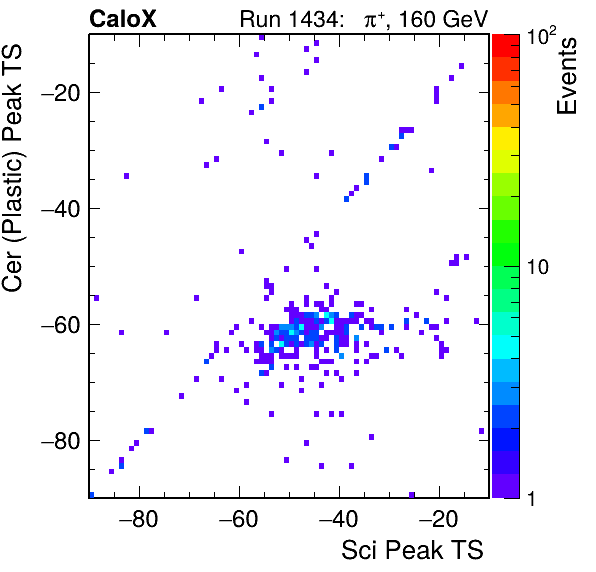 CaloX Run 1434: π⁺, 160 GeV
10²
Events
Cer (Plastic) Peak TS
−20
−40
10
−60
−80
1
−80 −60 −40 −20
Sci Peak TS